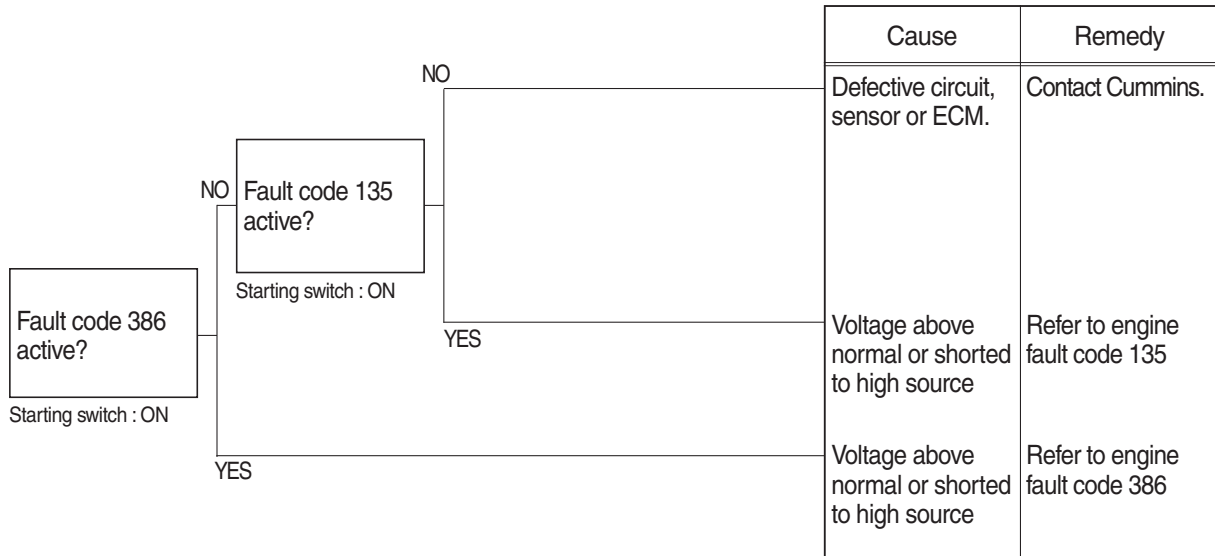 Cause
Remedy
NO
Defective circuit,
sensor or ECM.
Contact Cummins.
NO
Fault code 135
active?
Starting switch : ON
YES
Voltage above
normal or shorted
to high source
Refer to engine
fault code 135
Fault code 386
active?
Starting switch : ON
YES
Voltage above
normal or shorted
to high source
Refer to engine
fault code 386